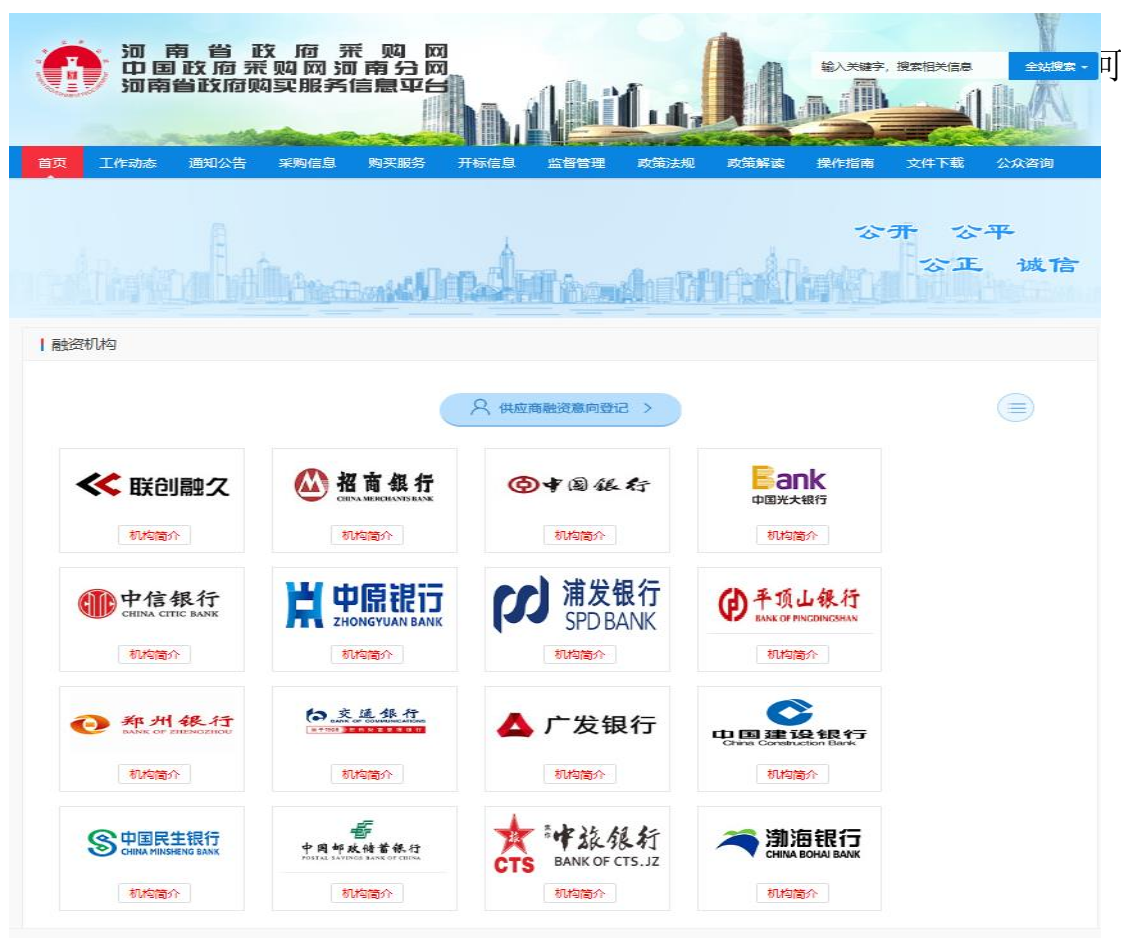 河南省政府采购网
中国政府采购网河南分网
河南省政府购买服务信息平台
输入关键字，搜索相关信息 全站搜索
可
首页 工作动态 通知公告 采购信息 购买服务 开标信息 监督管理 政策法规 政策解读 操作指南 文件下载 公众咨询
公开 公平
公正 诚信
融资机构
供应商融资意向登记 >
联创融久 招商银行 中国银行 Bank
CHINA MERCHANTS BANK 中国光大银行
机构简介 机构简介 机构简介 机构简介
中信银行 中原银行 浦发银行 平顶山银行
CHINA CITIC BANK ZHONGYUAN BANK SPD BANK BANK OF PINGDINGSHAN
机构简介 机构简介 机构简介 机构简介
郑州银行 交通银行 广发银行 中国建设银行
BANK OF ZHENGZHOU BANK OF COMMUNICATIONS China Construction Bank
机构简介 机构简介 机构简介 机构简介
中国民生银行 中国邮政储蓄银行 焦作中旅银行 渤海银行
CHINA MINSHENG BANK POSTAL SAVINGS BANK OF CHINA CTS BANK OF CTS.JZ CHINA BOHAI BANK
机构简介 机构简介 机构简介 机构简介